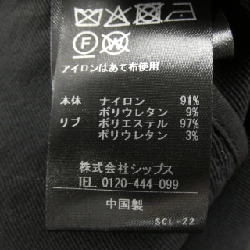 Ⓕ Ⓦ
アイロンはあて布使用
本体 ナイロン 91%
ポリウレタン 9%
リブ ポリエステル 97%
ポリウレタン 3%
株式会社シップス
TEL 0120-444-099
中国製
SCL-22